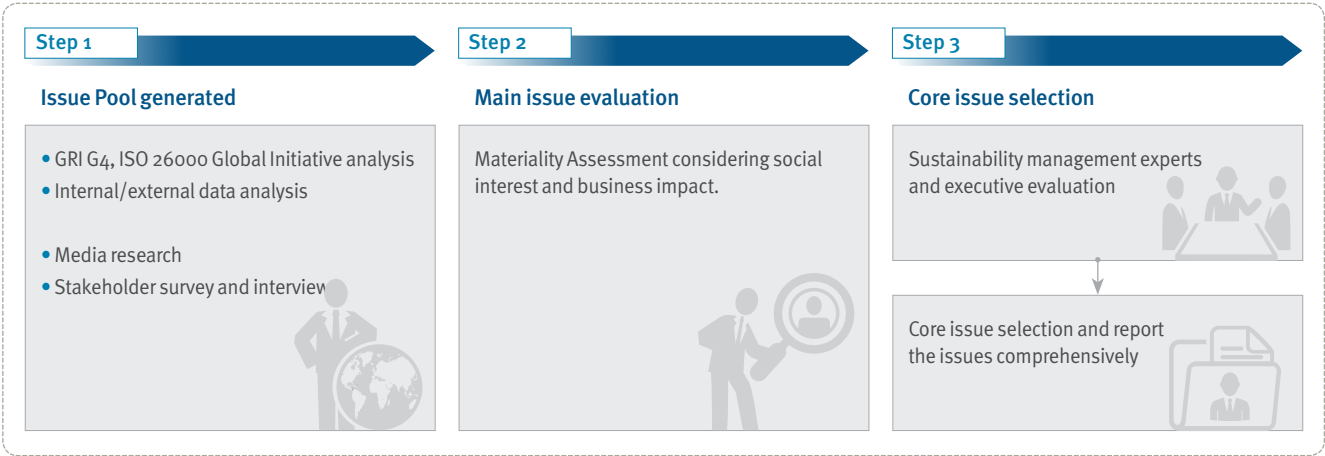 Step 1
Issue Pool generated
• GRI G4, ISO 26000 Global Initiative analysis
• Internal/external data analysis
• Media research
• Stakeholder survey and interview
Step 2
Main issue evaluation
Materiality Assessment considering social
interest and business impact.
Step 3
Core issue selection
Sustainability management experts
and executive evaluation
Core issue selection and report
the issues comprehensively